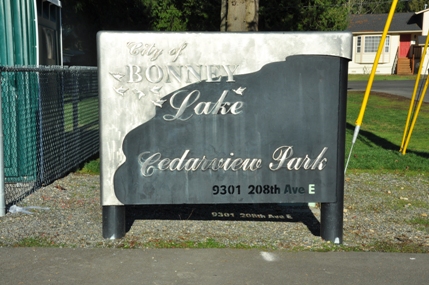 City of
BONNEY
Lake
Cedarview Park
9301 208th Ave E
9301 208th Ave E